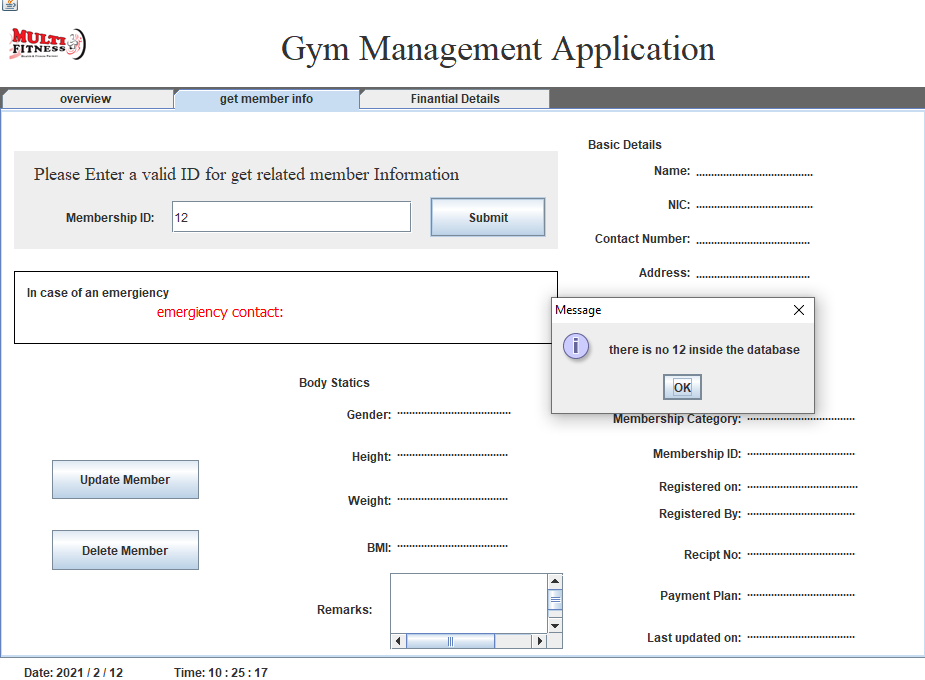 MULTI
FITNESS
Gym Management Application
overview
get member info
Finantial Details
Please Enter a valid ID for get related member Information
Membership ID:
12
Submit
In case of an emergiency
emergiency contact:
Basic Details
Name: .......................................
NIC: .......................................
Contact Number: ......................................
Address: ......................................
Message
there is no 12 inside the database
OK
Body Statics
Gender: ......................................
Height: .....................................
Weight: .....................................
BMI: .....................................
Remarks:
Update Member
Delete Member
Membership Category: ....................................
Membership ID: ....................................
Registered on: .....................................
Registered By: ....................................
Recipt No: ....................................
Payment Plan: ....................................
Last updated on: ....................................
Date: 2021 / 2 / 12
Time: 10 : 25 : 17